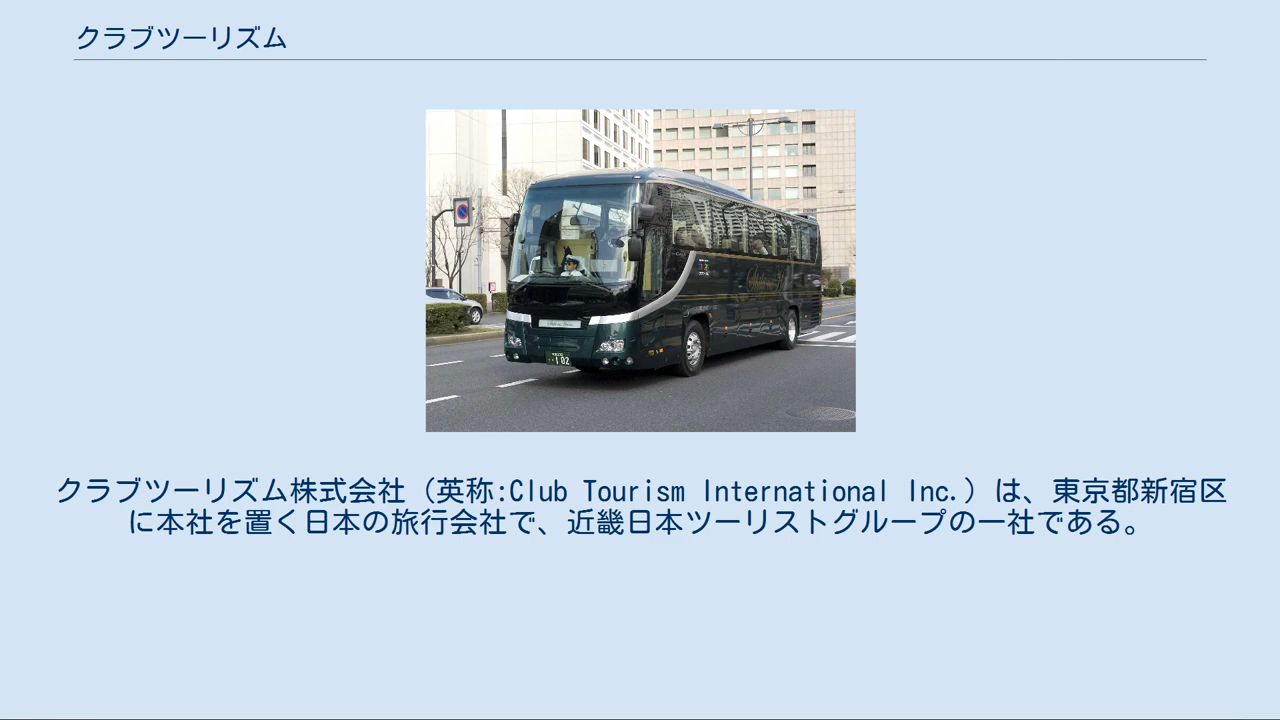 クラブツーリズム
102
クラブツーリズム株式会社（英称:Club Tourism International Inc.）は、東京都新宿区
に本社を置く日本の旅行会社で、近畿日本ツーリストグループの一社である。